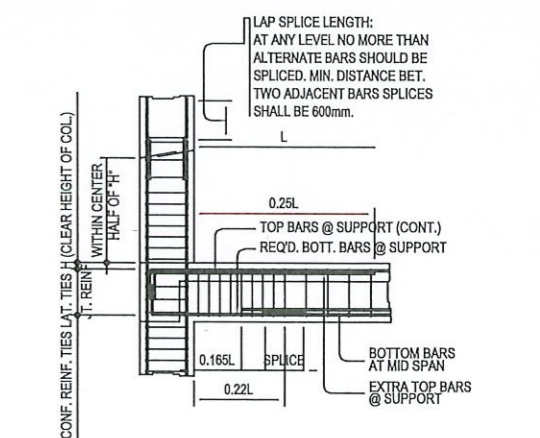 LAP SPLICE LENGTH:
AT ANY LEVEL NO MORE THAN
ALTERNATE BARS SHOULD BE
SPLICED. MIN. DISTANCE BET.
TWO ADJACENT BARS SPLICES
SHALL BE 600mm.
L
0.25L
TOP BARS @ SUPPORT (CONT.)
REQ'D. BOTT. BARS @ SUPPORT
CONF. REINF. TIES LAT. TIES H (CLEAR HEIGHT OF COL.)
WITHIN CENTER
HALF OF "H"
JT. REINF
0.165L
SPLICE
0.22L
BOTTOM BARS
AT MID SPAN
EXTRA TOP BARS
@ SUPPORT